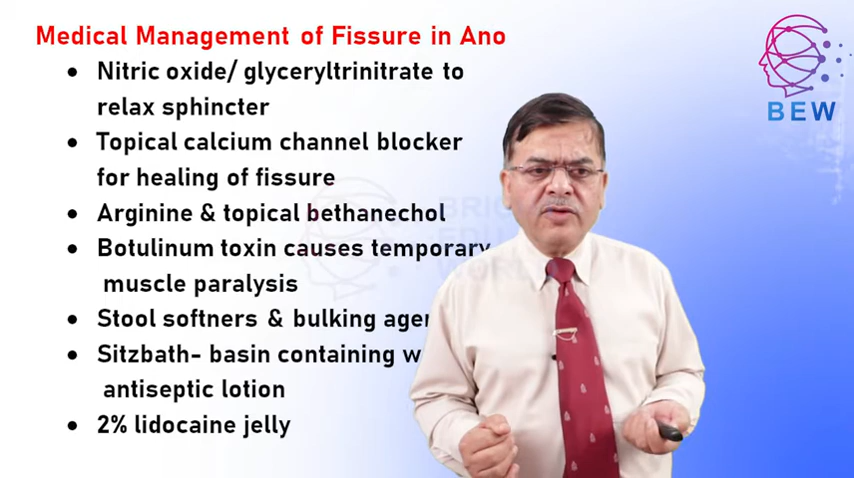 Medical Management of Fissure in Ano
• Nitric oxide/ glyceryltrinitrate to
relax sphincter
• Topical calcium channel blocker
for healing of fissure
• Arginine & topical bethanechol
• Botulinum toxin causes temporary
muscle paralysis
• Stool softners & bulking
• Sitzbath- basin containing
antiseptic lotion
• 2% lidocaine jelly
BEW